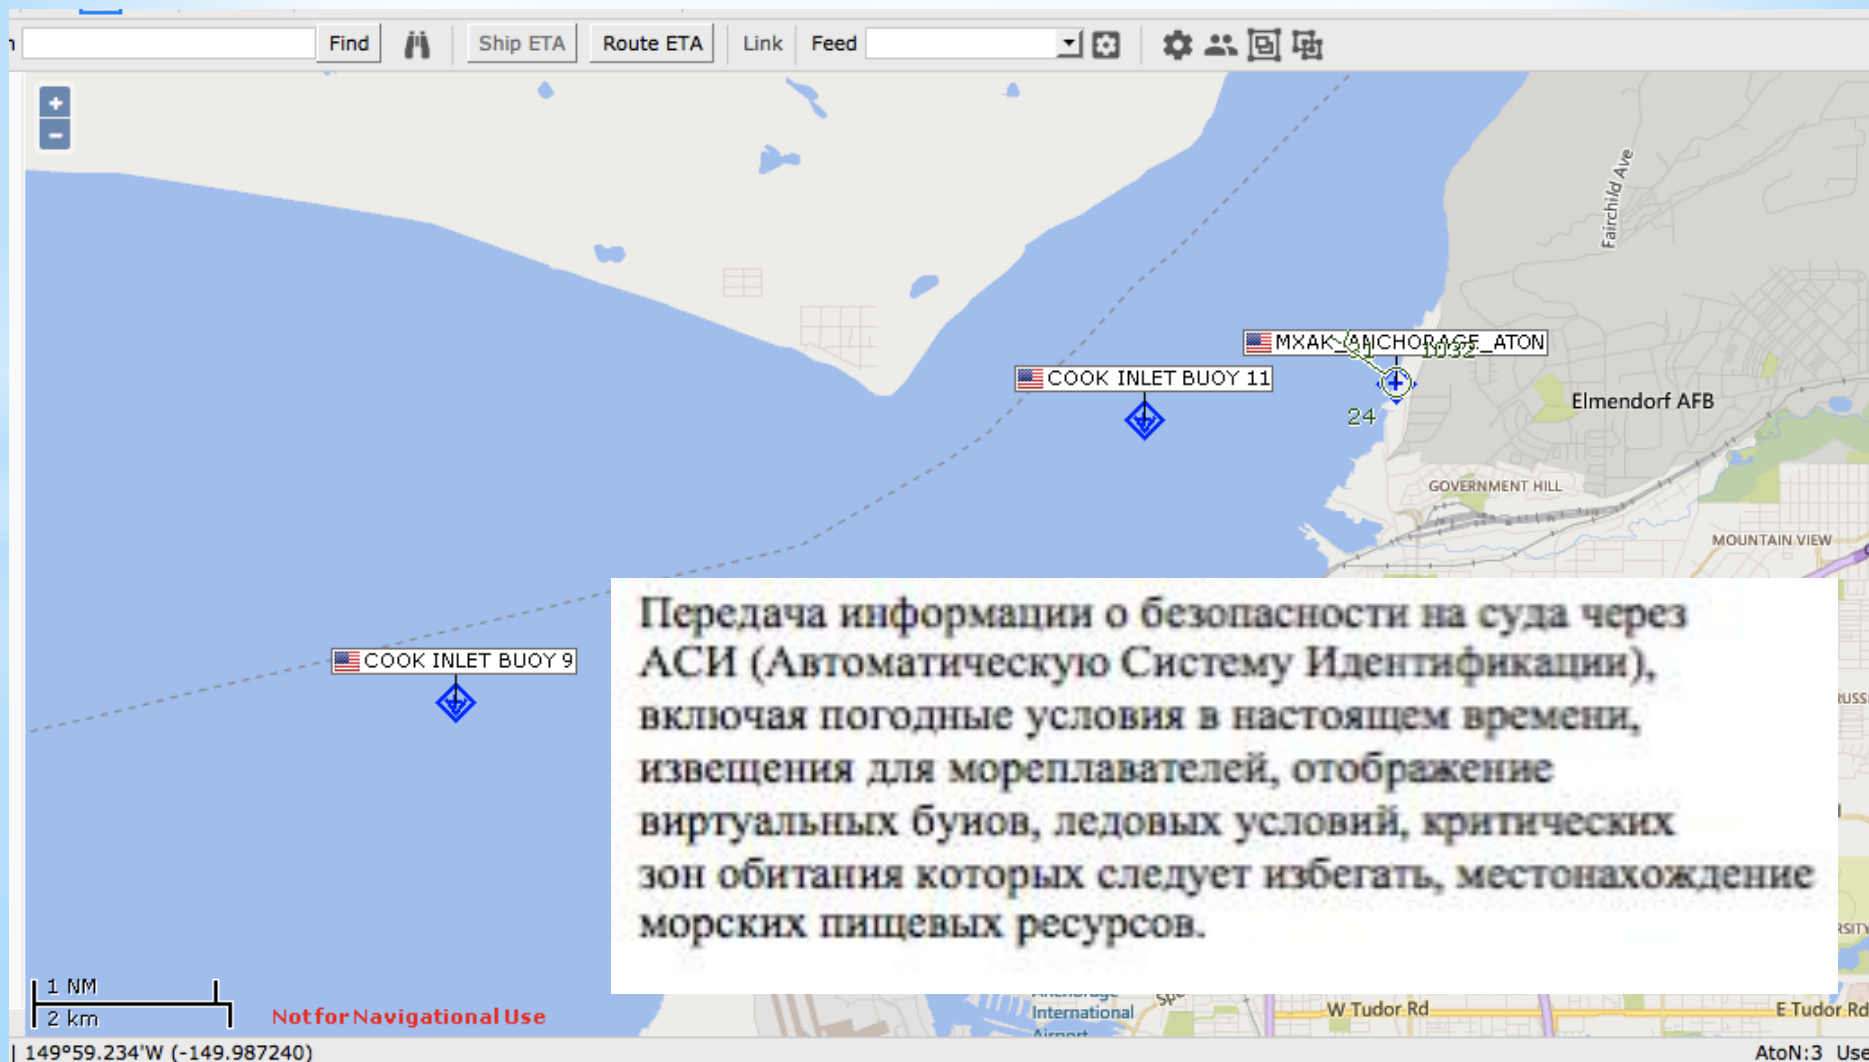 Find
Ship ETA
Route ETA
Link
Feed
Fairchild Ave
MXAK_ANCHORAGE_ATON
1032
COOK INLET BUOY 11
24
Elmendorf AFB
GOVERNMENT HILL
MOUNTAIN VIEW
COOK INLET BUOY 9
Передача информации о безопасности на суда через
АСИ (Автоматическую Систему Идентификации),
включая погодные условия в настоящем времени,
извещения для мореплавателей, отображение
виртуальных буиов, ледовых условий, критических
зон обитания которых следует избегать, местонахождение
морских пищевых ресурсов.
1 NM
2 km
Not for Navigational Use
International
W Tudor Rd
E Tudor Rd
149°59.234'W (-149.987240)
AtoN:3 Use